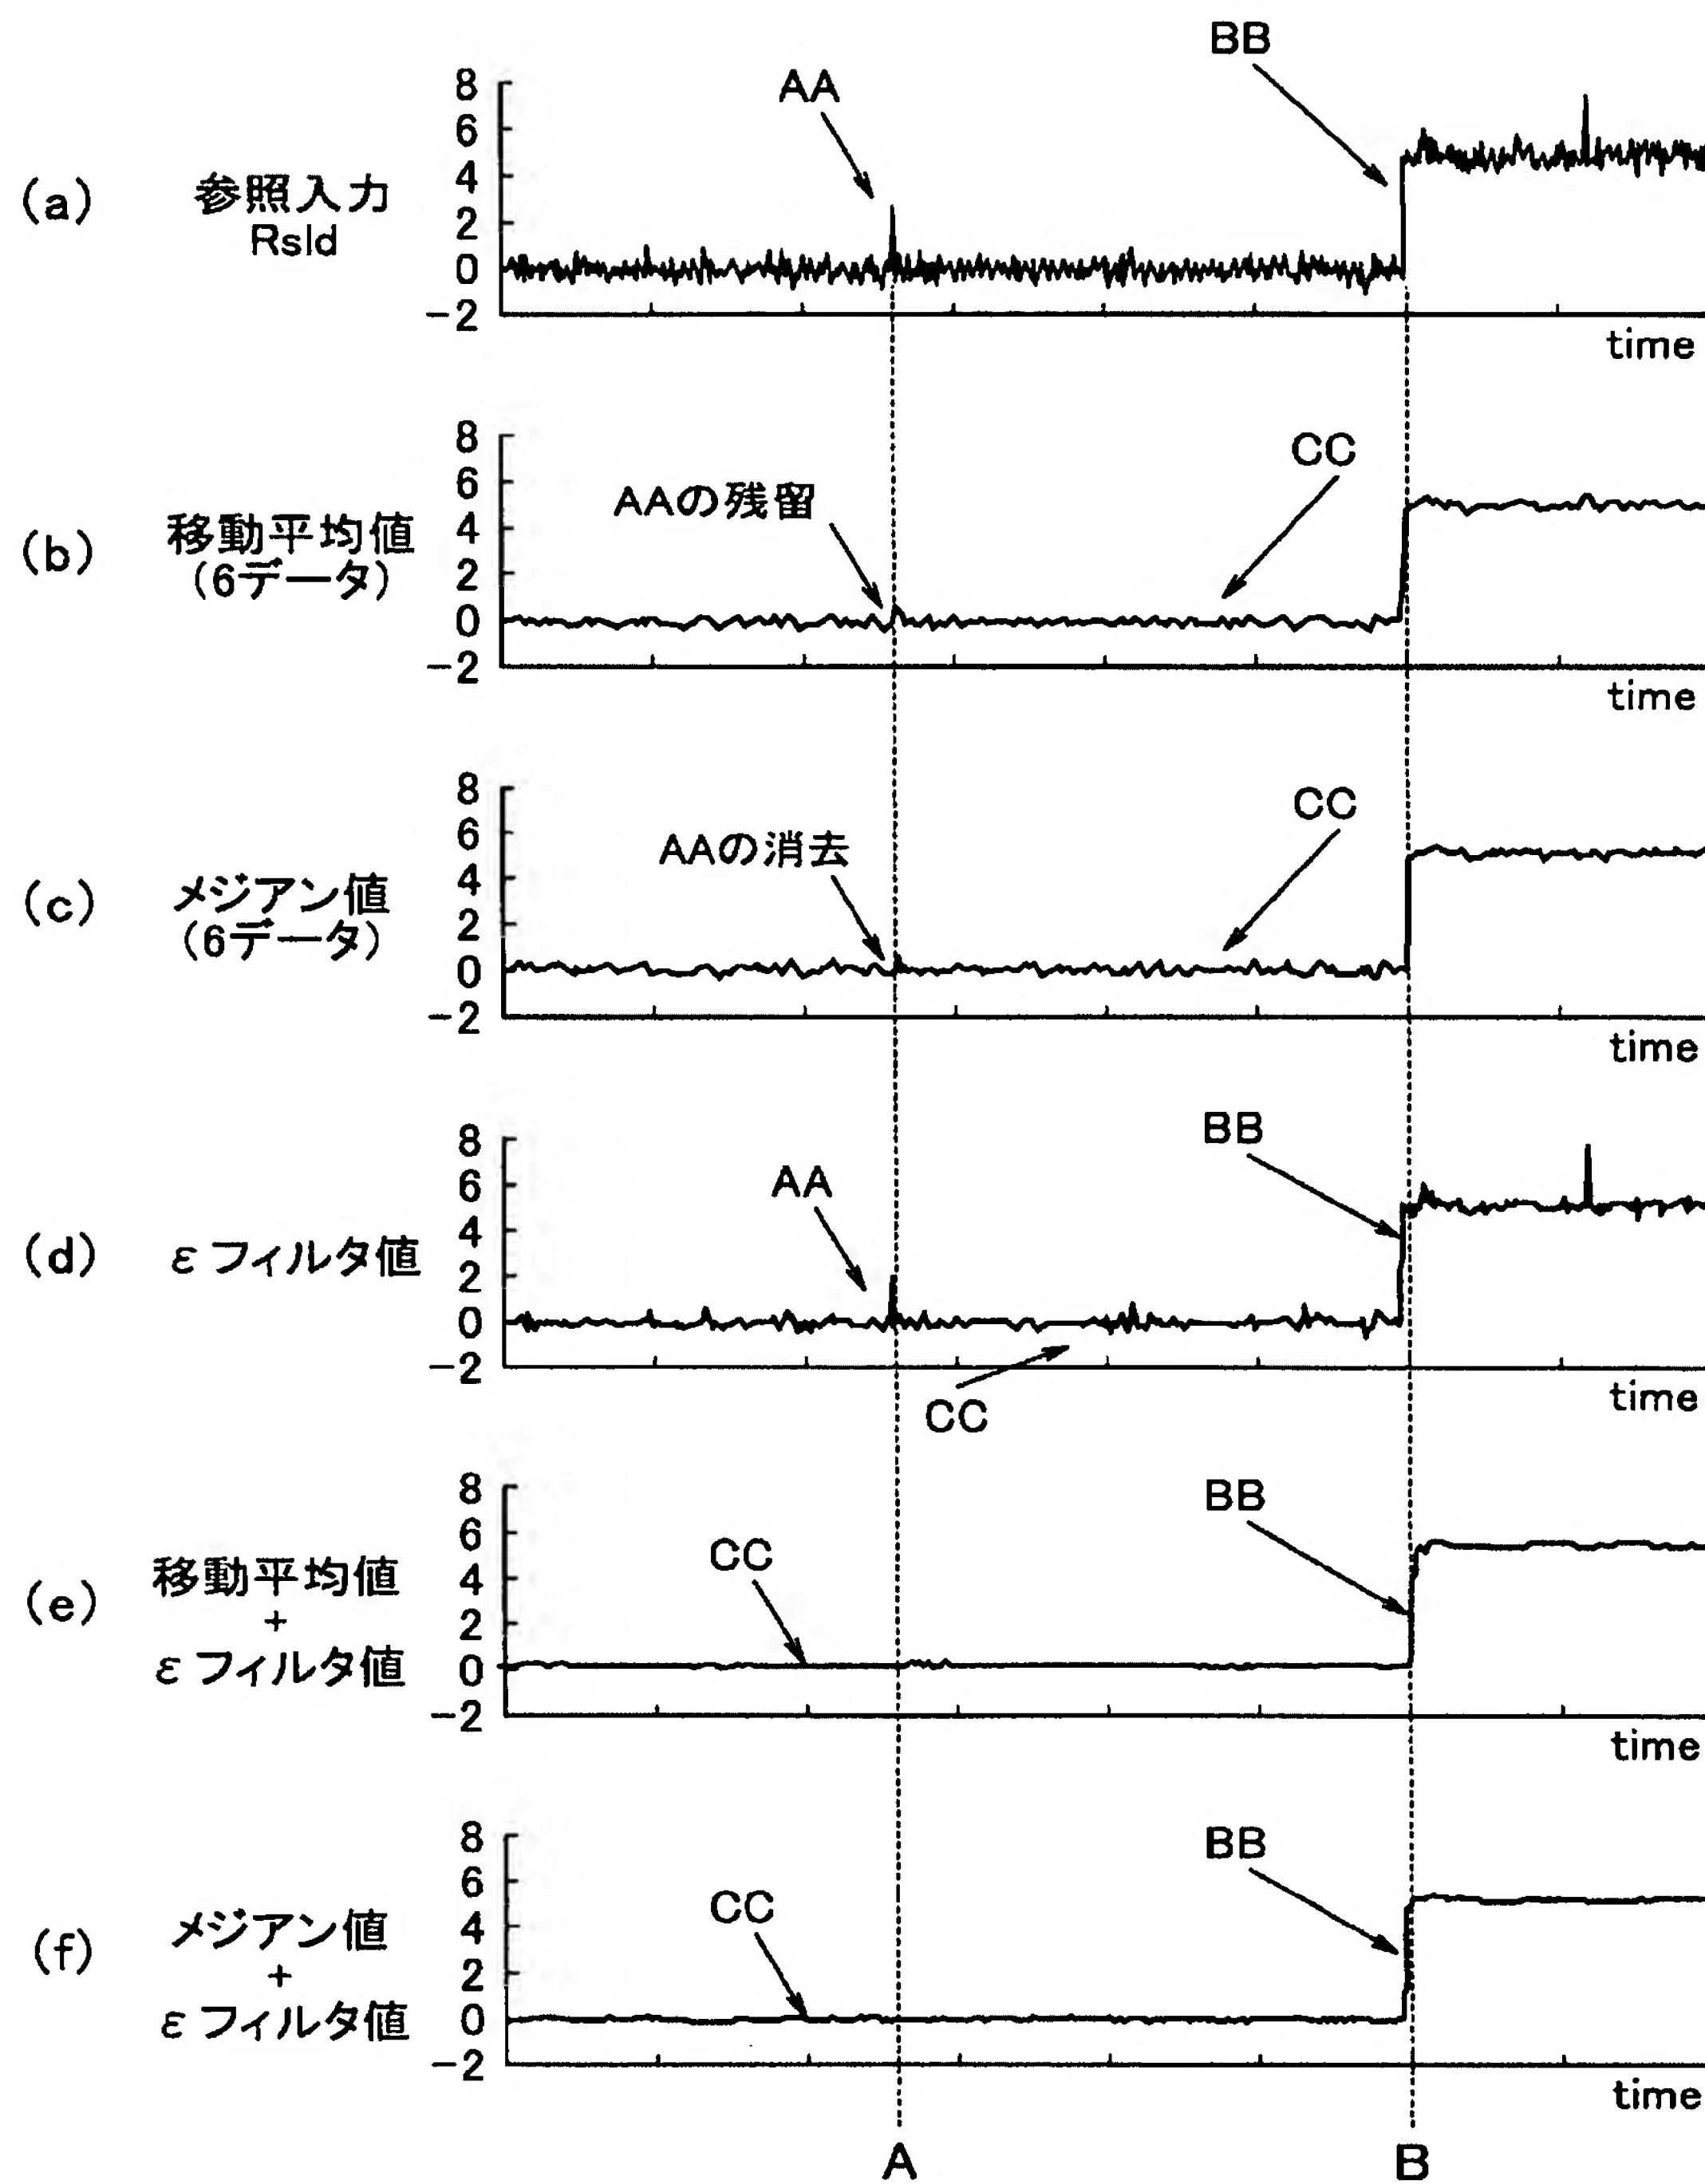 BB
AA
8
6
4
2
0
−2
(a)
参照入力
Rsld
time
8
6
4
2
0
−2
(b)
移動平均値
(6データ)
AAの残留
CC
time
8
6
4
2
0
−2
(c)
メジアン値
(6データ)
AAの消去
CC
time
8
6
4
2
0
−2
(d)
εフィルタ値
AA
BB
CC
time
8
6
4
2
0
−2
(e)
移動平均値
+
εフィルタ値
CC
BB
time
8
6
4
2
0
−2
(f)
メジアン値
+
εフィルタ値
CC
BB
time
A
B